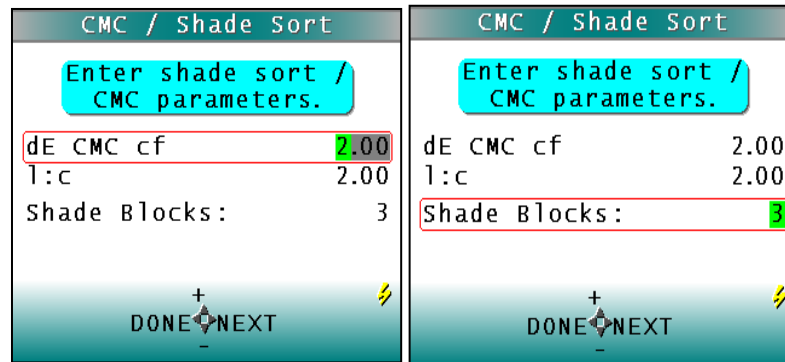 CMC / Shade Sort
Enter shade sort /
CMC parameters.
dE CMC cf 2.00
l:c 2.00
Shade Blocks: 3
+
DONE NEXT
-
CMC / Shade Sort
Enter shade sort /
CMC parameters.
dE CMC cf 2.00
l:c 2.00
Shade Blocks: 3
+
DONE NEXT
-